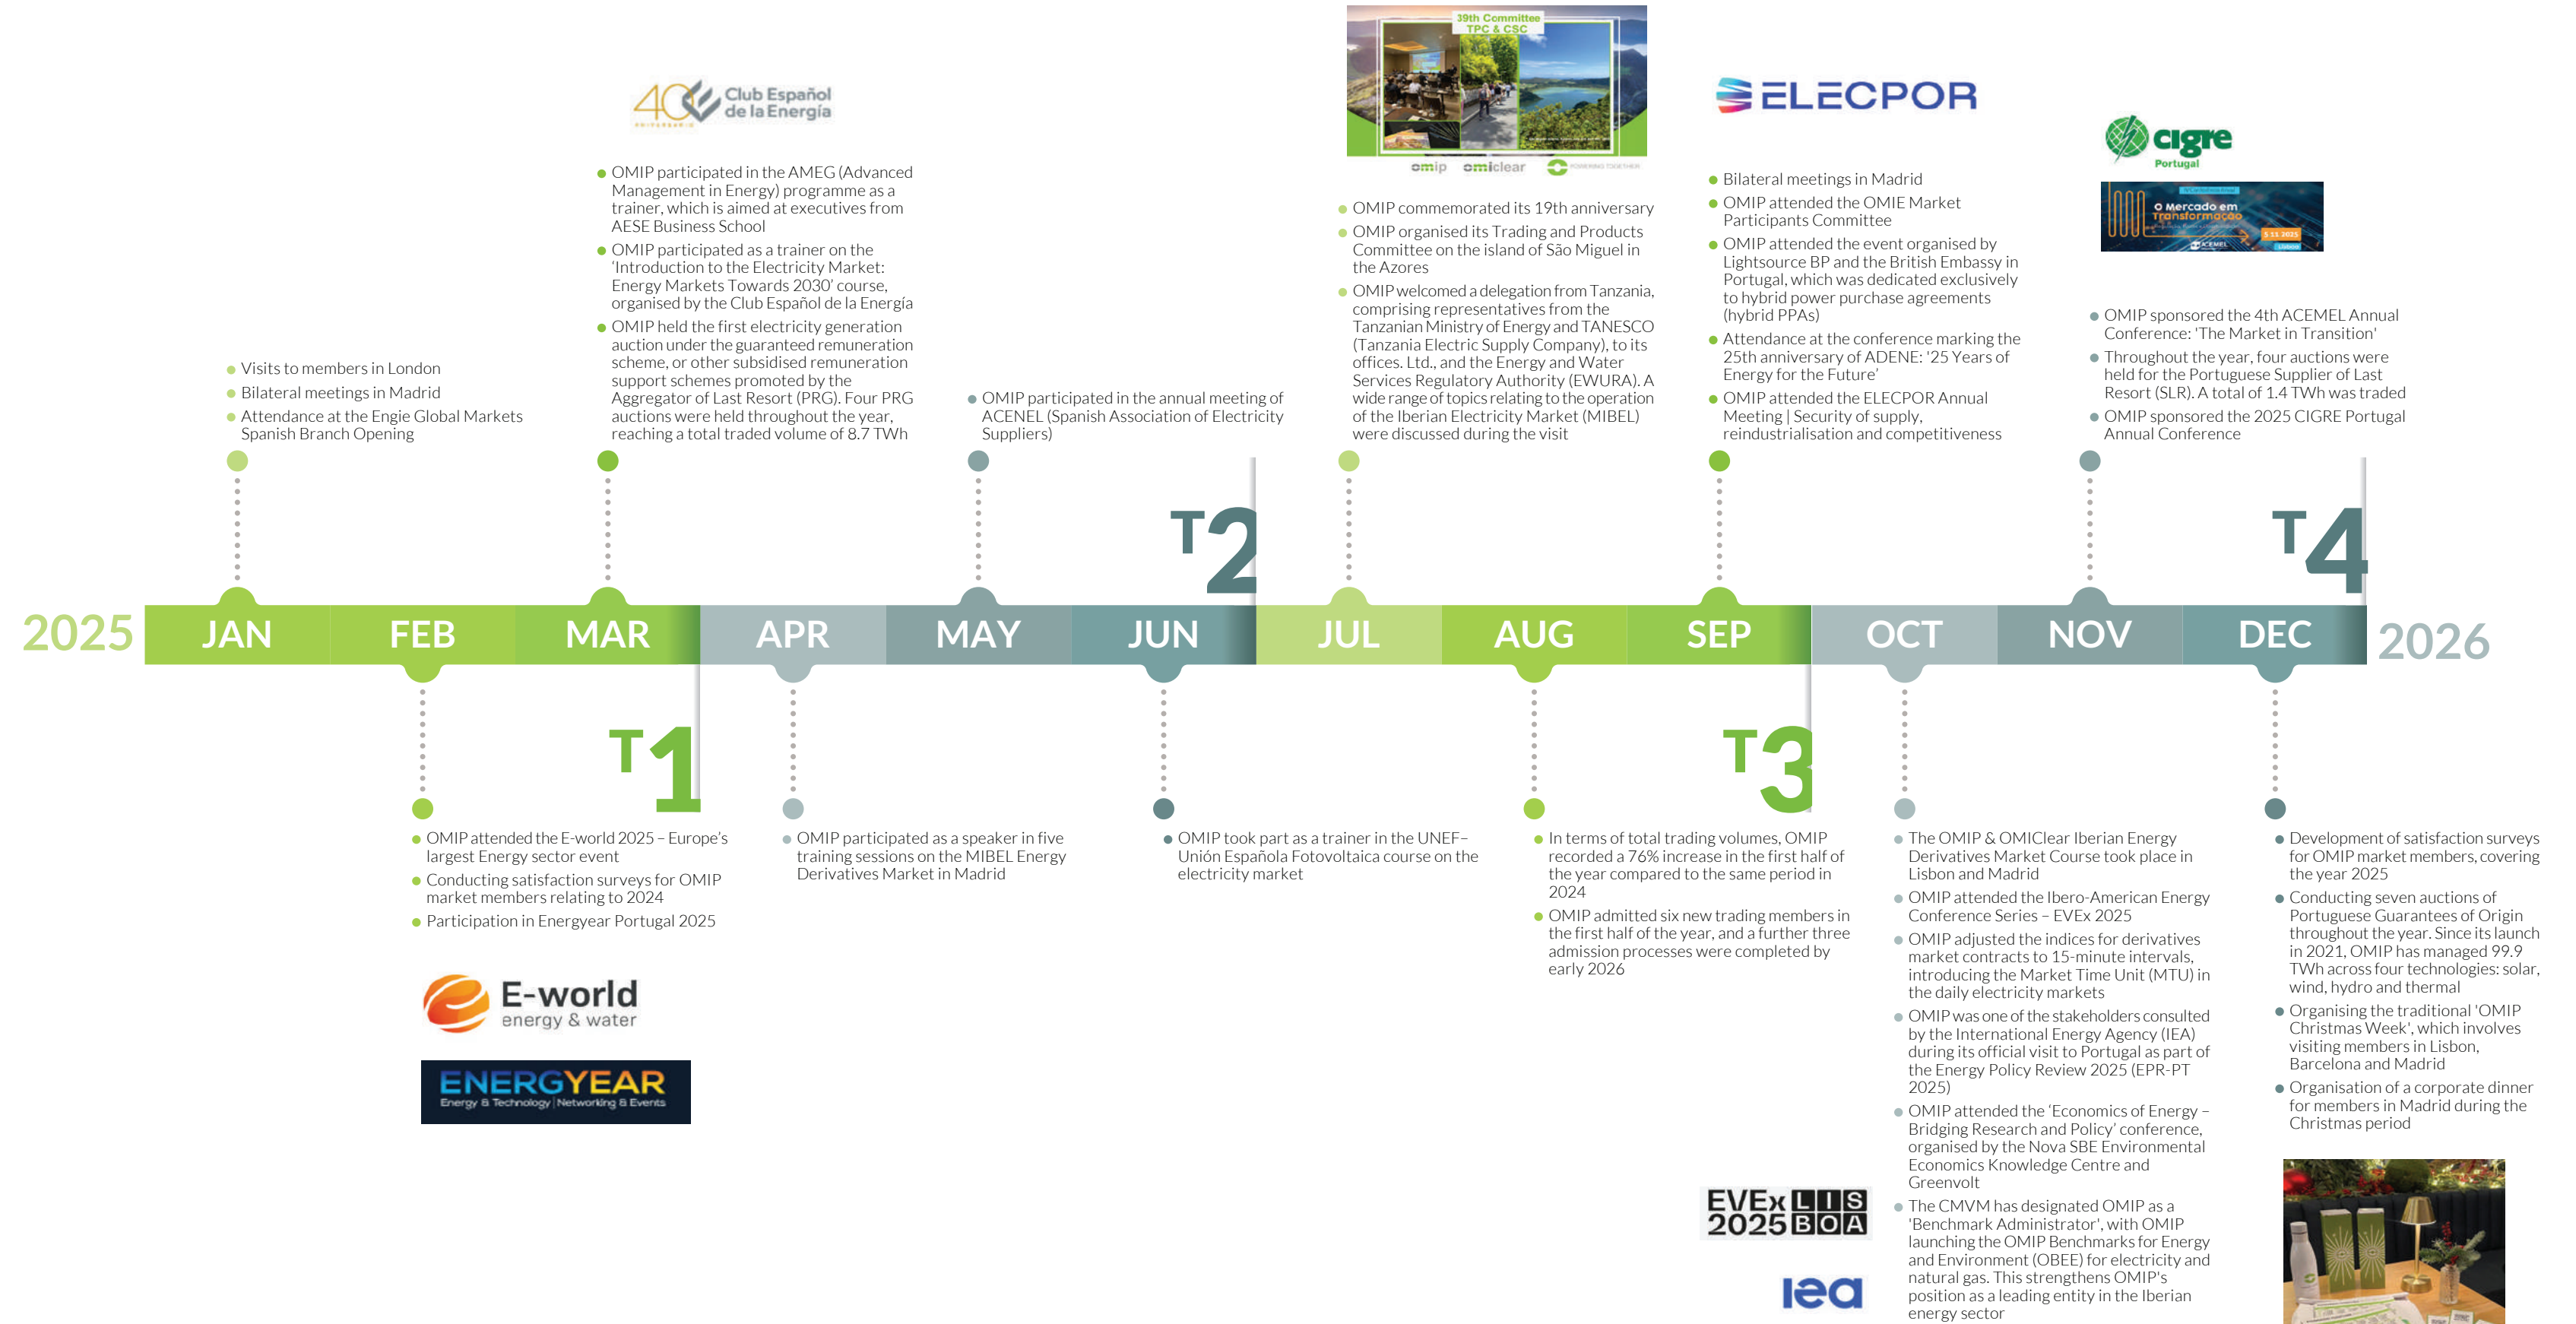 40 Club Español
de la Energía
ANIVERSARIO
OMIP participated in the AMEG (Advanced
Management in Energy) programme as a
trainer, which is aimed at executives from
AESE Business School
OMIP participated as a trainer on the
‘Introduction to the Electricity Market:
Energy Markets Towards 2030’ course,
organised by the Club Español de la Energía
OMIP held the first electricity generation
auction under the guaranteed remuneration
scheme, or other subsidised remuneration
support schemes promoted by the
Aggregator of Last Resort (PRG). Four PRG
auctions were held throughout the year,
reaching a total traded volume of 8.7 TWh
39th Committee
TPC & CSC
omip omiclear POWERING TOGETHER
OMIP commemorated its 19th anniversary
OMIP organised its Trading and Products
Committee on the island of São Miguel in
the Azores
OMIP welcomed a delegation from Tanzania,
comprising representatives from the
Tanzanian Ministry of Energy and TANESCO
(Tanzania Electric Supply Company), to its
offices. Ltd., and the Energy and Water
Services Regulatory Authority (EWURA). A
wide range of topics relating to the operation
of the Iberian Electricity Market (MIBEL)
were discussed during the visit
ELECPOR
Bilateral meetings in Madrid
OMIP attended the OMIE Market
Participants Committee
OMIP attended the event organised by
Lightsource BP and the British Embassy in
Portugal, which was dedicated exclusively
to hybrid power purchase agreements
(hybrid PPAs)
Attendance at the conference marking the
25th anniversary of ADENE: '25 Years of
Energy for the Future’
OMIP attended the ELECPOR Annual
Meeting | Security of supply,
reindustrialisation and competitiveness
cigre
Portugal
O Mercado em
Transformação
ACEMEL
5 11 2025
Lisboa
OMIP sponsored the 4th ACEMEL Annual
Conference: 'The Market in Transition'
Throughout the year, four auctions were
held for the Portuguese Supplier of Last
Resort (SLR). A total of 1.4 TWh was traded
OMIP sponsored the 2025 CIGRE Portugal
Annual Conference
Visits to members in London
Bilateral meetings in Madrid
Attendance at the Engie Global Markets
Spanish Branch Opening
OMIP participated in the annual meeting of
ACENEL (Spanish Association of Electricity
Suppliers)
T2
T4
2025 JAN FEB MAR APR MAY JUN JUL AUG SEP OCT NOV DEC 2026
T1
T3
OMIP attended the E-world 2025 – Europe’s
largest Energy sector event
Conducting satisfaction surveys for OMIP
market members relating to 2024
Participation in Energyear Portugal 2025
E-world
energy & water
ENERGYEAR
Energy & Technology | Networking & Events
OMIP participated as a speaker in five
training sessions on the MIBEL Energy
Derivatives Market in Madrid
OMIP took part as a trainer in the UNEF–
Unión Española Fotovoltaica course on the
electricity market
In terms of total trading volumes, OMIP
recorded a 76% increase in the first half of
the year compared to the same period in
2024
OMIP admitted six new trading members in
the first half of the year, and a further three
admission processes were completed by
early 2026
The OMIP & OMIClear Iberian Energy
Derivatives Market Course took place in
Lisbon and Madrid
OMIP attended the Ibero-American Energy
Conference Series – EVEx 2025
OMIP adjusted the indices for derivatives
market contracts to 15-minute intervals,
introducing the Market Time Unit (MTU) in
the daily electricity markets
OMIP was one of the stakeholders consulted
by the International Energy Agency (IEA)
during its official visit to Portugal as part of
the Energy Policy Review 2025 (EPR-PT
2025)
OMIP attended the ‘Economics of Energy –
Bridging Research and Policy’ conference,
organised by the Nova SBE Environmental
Economics Knowledge Centre and
Greenvolt
The CMVM has designated OMIP as a
'Benchmark Administrator', with OMIP
launching the OMIP Benchmarks for Energy
and Environment (OBEE) for electricity and
natural gas. This strengthens OMIP's
position as a leading entity in the Iberian
energy sector
EVEx LIS
2025 BOA
iea
Development of satisfaction surveys
for OMIP market members, covering
the year 2025
Conducting seven auctions of
Portuguese Guarantees of Origin
throughout the year. Since its launch
in 2021, OMIP has managed 99.9
TWh across four technologies: solar,
wind, hydro and thermal
Organising the traditional 'OMIP
Christmas Week', which involves
visiting members in Lisbon,
Barcelona and Madrid
Organisation of a corporate dinner
for members in Madrid during the
Christmas period